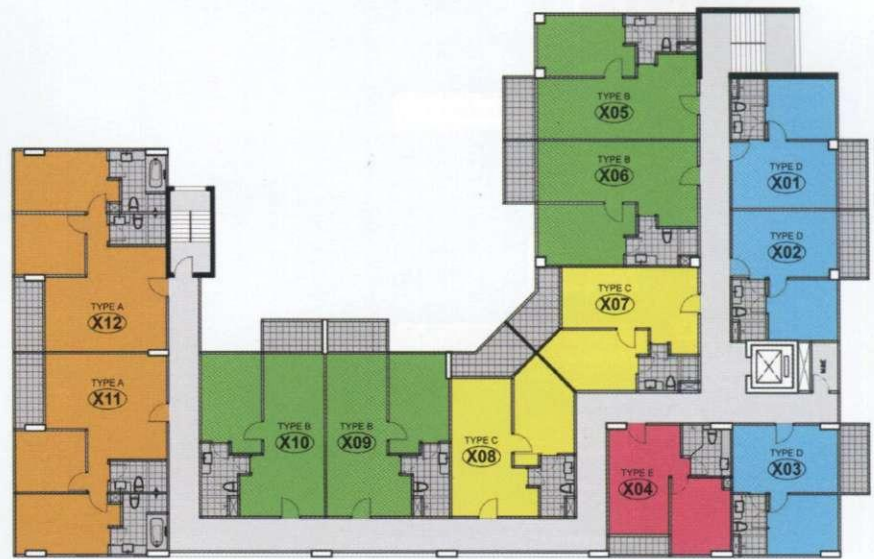 TYPE B
X05
TYPE B
X06
TYPE D
X01
TYPE D
X02
TYPE C
X07
TYPE A
X12
TYPE A
X11
TYPE B
X10
TYPE B
X09
TYPE C
X08
TYPE E
X04
TYPE D
X03